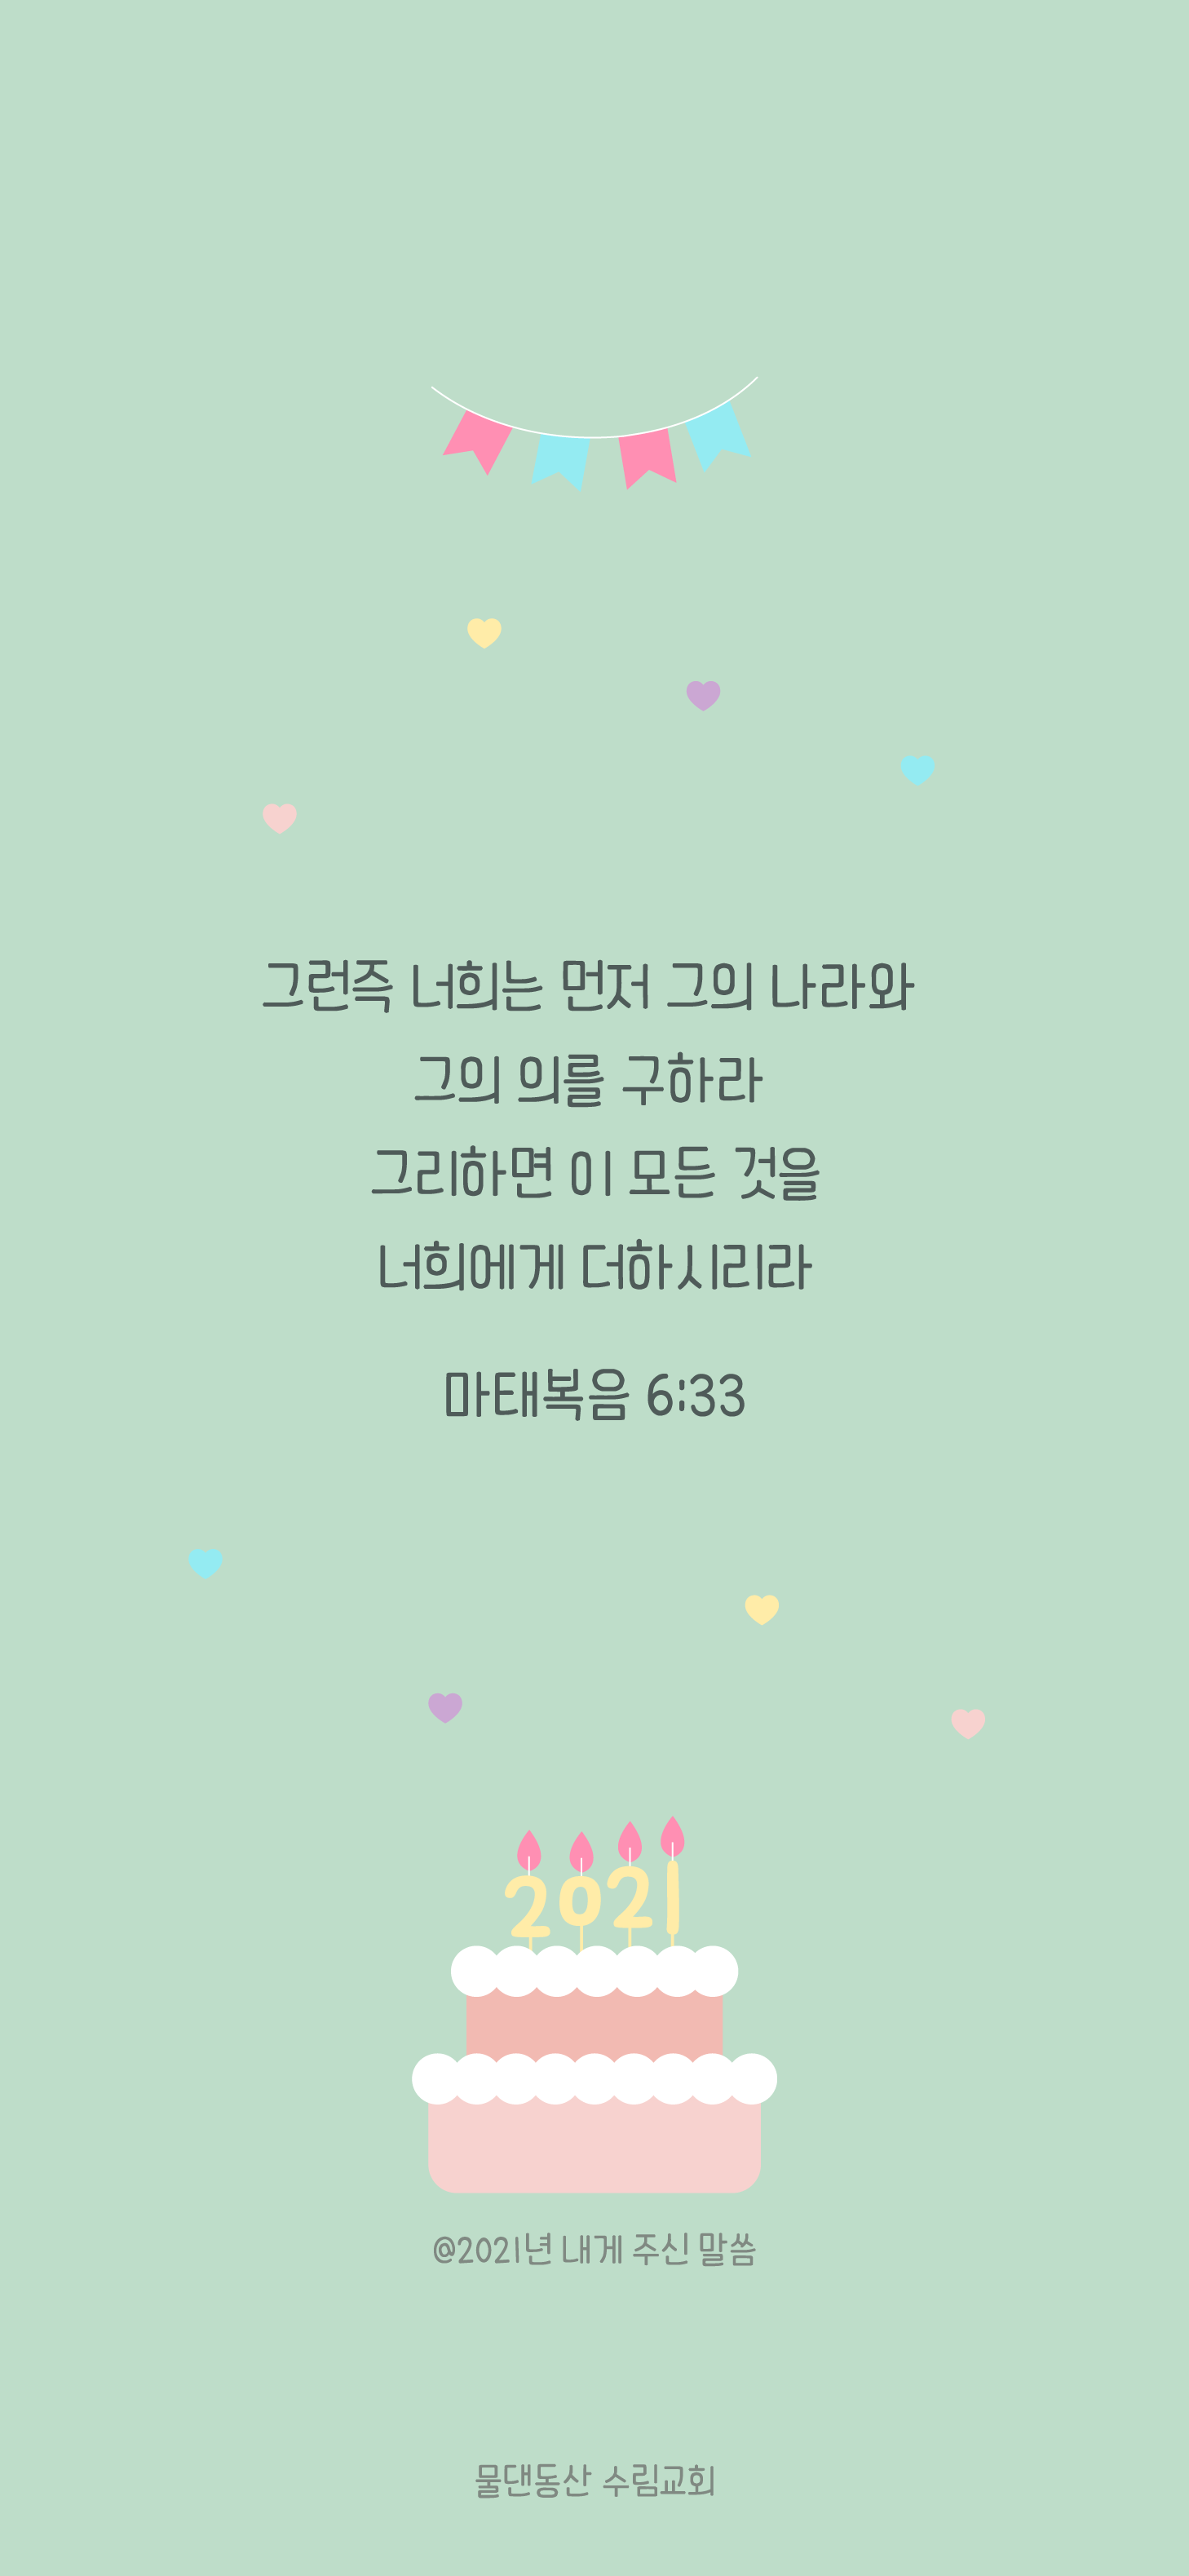 그런즉 너희는 먼저 그의 나라와
그의 의를 구하라
그리하면 이 모든 것을
너희에게 더하시리라
마태복음 6:33
2021
@2021년 내게 주신 말씀
물댄동산 수림교회